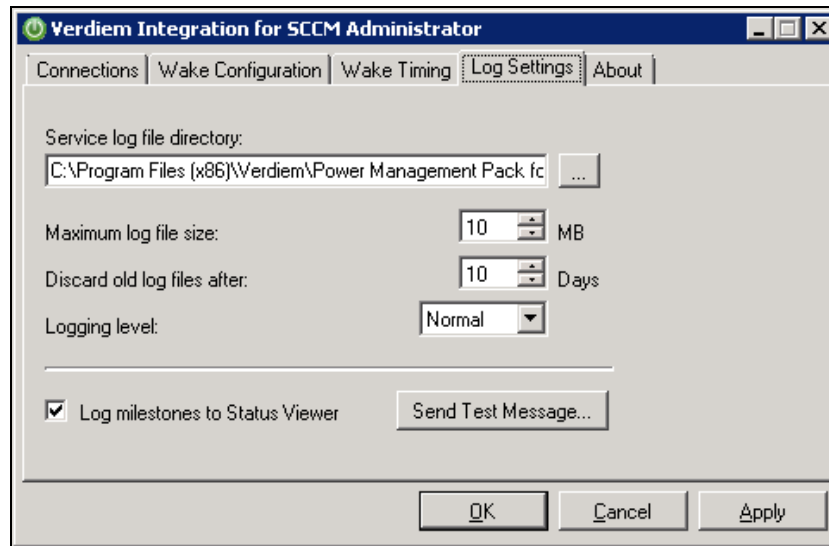 Verdiem Integration for SCCM Administrator
Connections Wake Configuration Wake Timing Log Settings About
Service log file directory:
C:\Program Files (x86)\Verdiem\Power Management Pack fo ...
Maximum log file size: 10 MB
Discard old log files after: 10 Days
Logging level: Normal
Log milestones to Status Viewer Send Test Message...
OK Cancel Apply